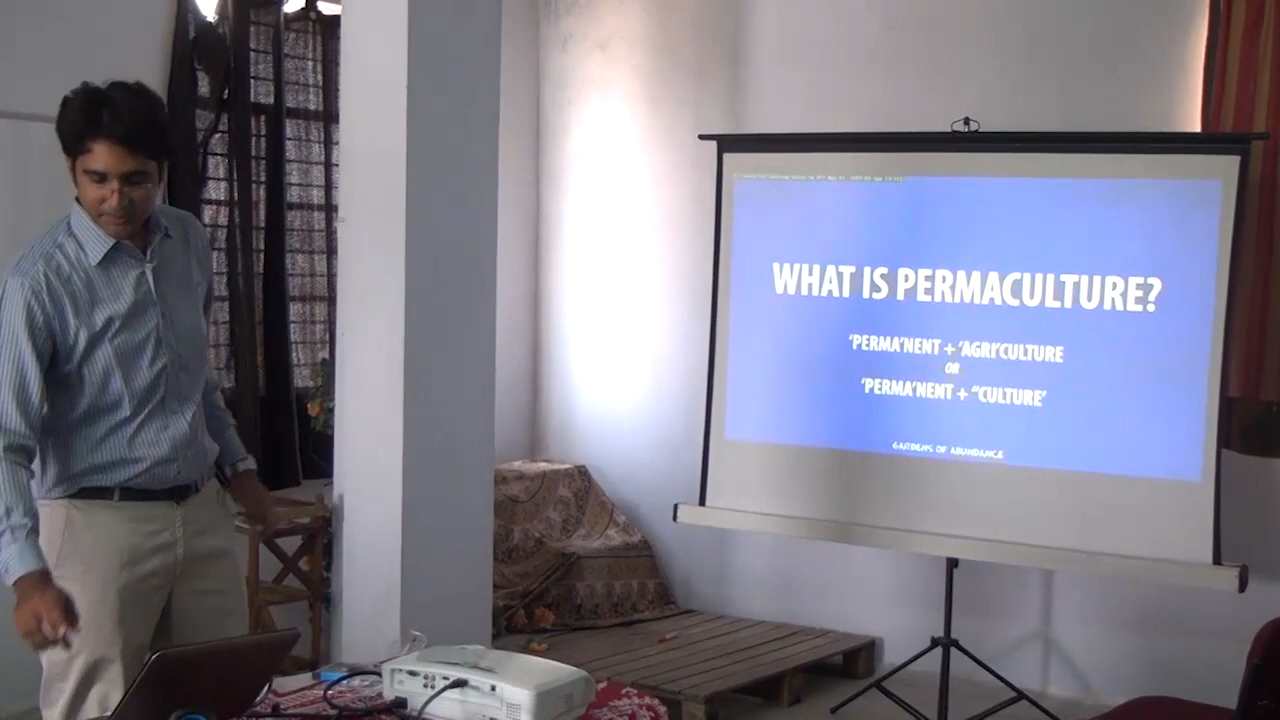 WHAT IS PERMACULTURE?
‘PERMA’NENT + ‘AGRI’CULTURE
OR
‘PERMA’NENT + “CULTURE’
GARDENS OF ABUNDANCE